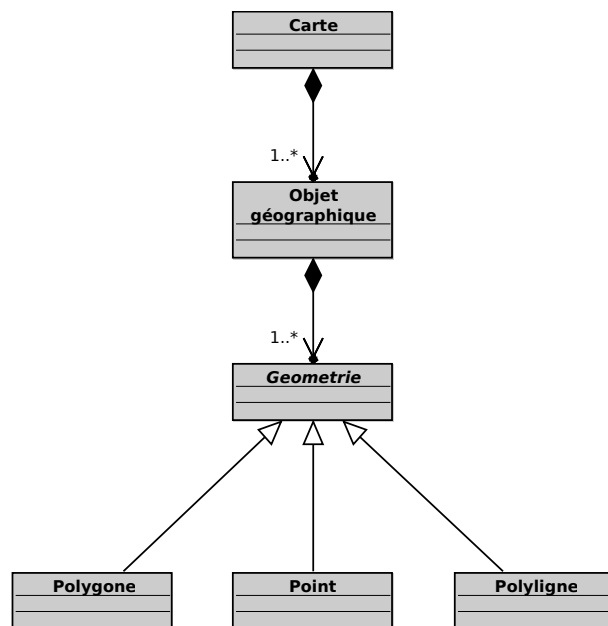 Carte
1..*
Objet
géographique
1..*
Geometrie
Polygone
Point
Polyligne